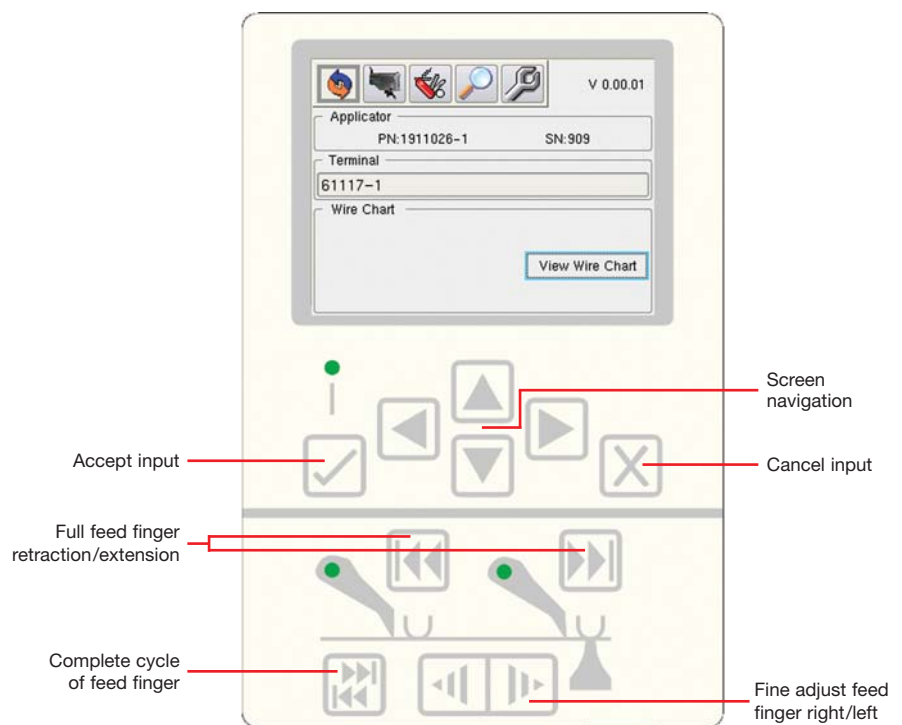 V 0.00.01
Applicator
PN:1911026-1 SN:909
Terminal
61117-1
Wire Chart
View Wire Chart
Screen
navigation
Accept input
Cancel input
Full feed finger
retraction/extension
Complete cycle
of feed finger
Fine adjust feed
finger right/left